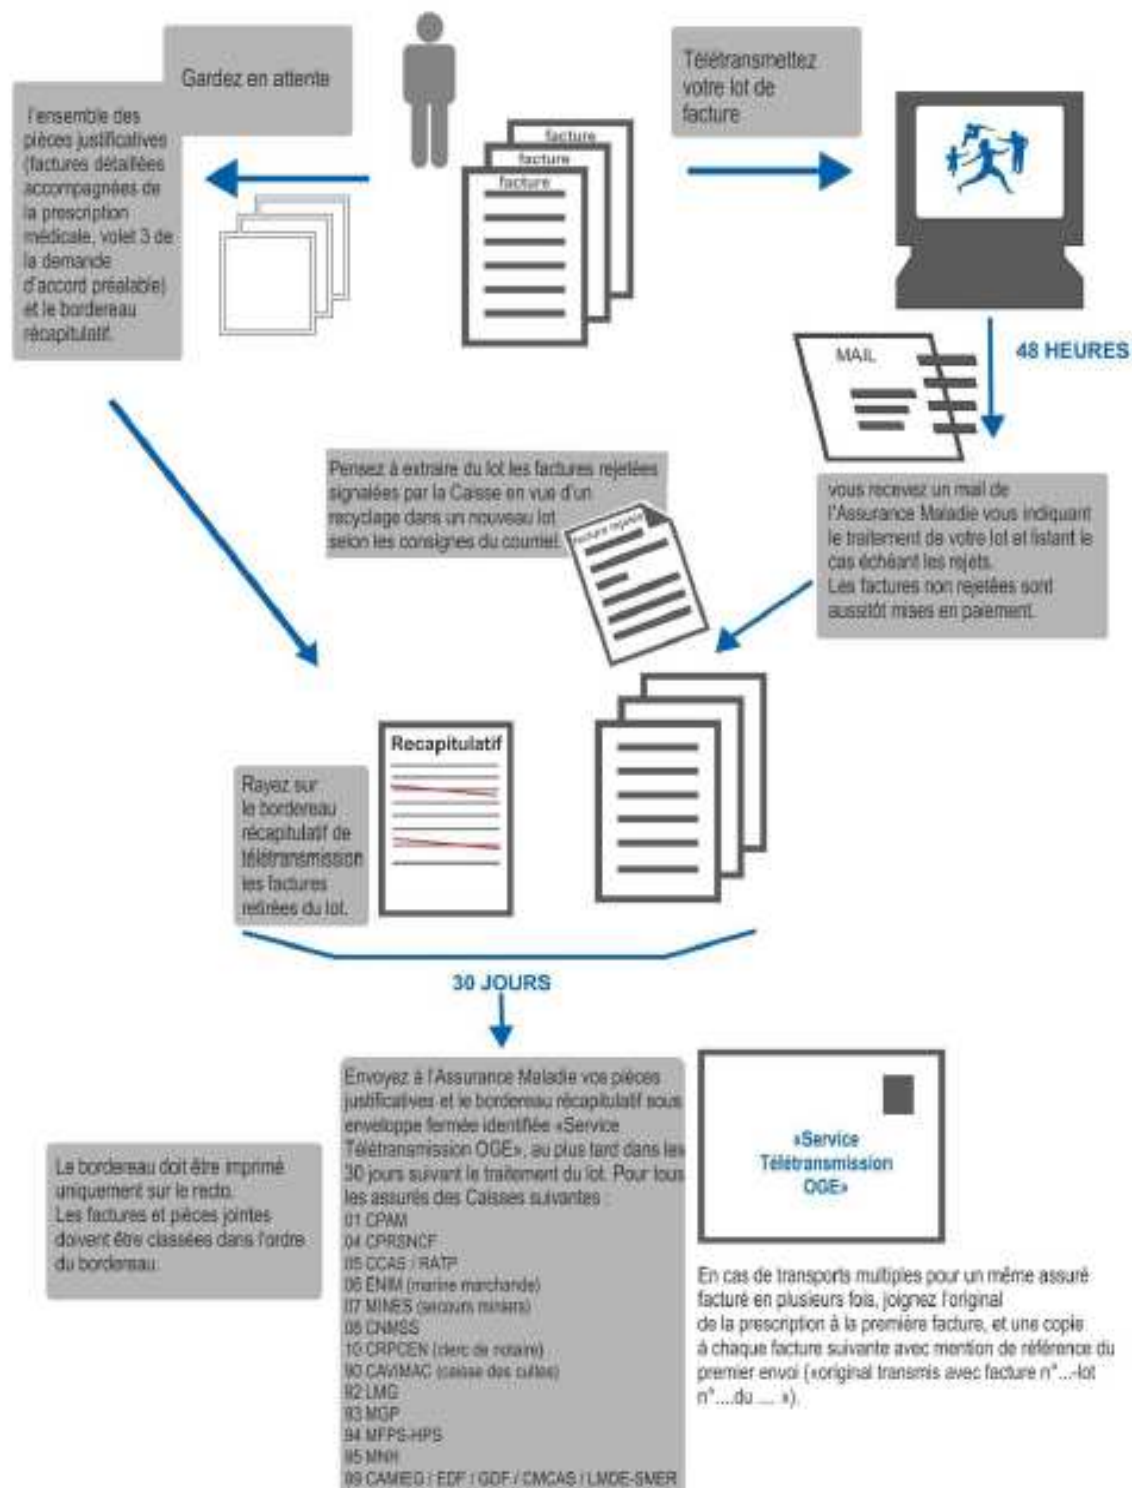 Gardez en attente
l'ensemble des
pièces justificatives
(factures détaillées
accompagnées de
la prescription
médicale, volet 3 de
la demande
d'accord préalable)
et le bordereau
récapitulatif.
facture
facture
facture
Télétransmettez
votre lot de
facture
48 HEURES
MAIL
vous recevez un mail de
l'Assurance Maladie vous indiquant
le traitement de votre lot et listant le
cas échéant les rejets.
Les factures non rejetées sont
aussitôt mises en paiement.
Pensez à extraire du lot les factures rejetées
signalées par la Caisse en vue d'un
recyclage dans un nouveau lot
selon les consignes du courriel.
facture rejetée
Recapitulatif
Rayez sur
le bordereau
récapitulatif de
télétransmission
les factures
retirées du lot.
30 JOURS
Envoyez à l'Assurance Maladie vos pièces
justificatives et le bordereau récapitulatif sous
enveloppe fermée identifiée «Service
Télétransmission OGE», au plus tard dans les
30 jours suivant le traitement du lot. Pour tous
les assurés des Caisses suivantes :
01 CPAM
04 CPRSNCF
05 CCAS / RATP
06 ENIM (marine marchande)
07 MINES (secours miniers)
08 CNMSS
10 CRPCEN (clerc de notaire)
90 CAVIMAC (caisse des cultes)
92 LMG
93 MGP
94 MFPS-HPS
95 MNH
99 CAMIEG / EDF / GDF / CMCAS / LMDE-SMER
Le bordereau doit être imprimé
uniquement sur le recto.
Les factures et pièces jointes
doivent être classées dans l'ordre
du bordereau.
«Service
Télétransmission
OGE»
En cas de transports multiples pour un même assuré
facturé en plusieurs fois, joignez l'original
de la prescription à la première facture, et une copie
à chaque facture suivante avec mention de référence du
premier envoi («original transmis avec facture n°...-lot
n°....du .... »).